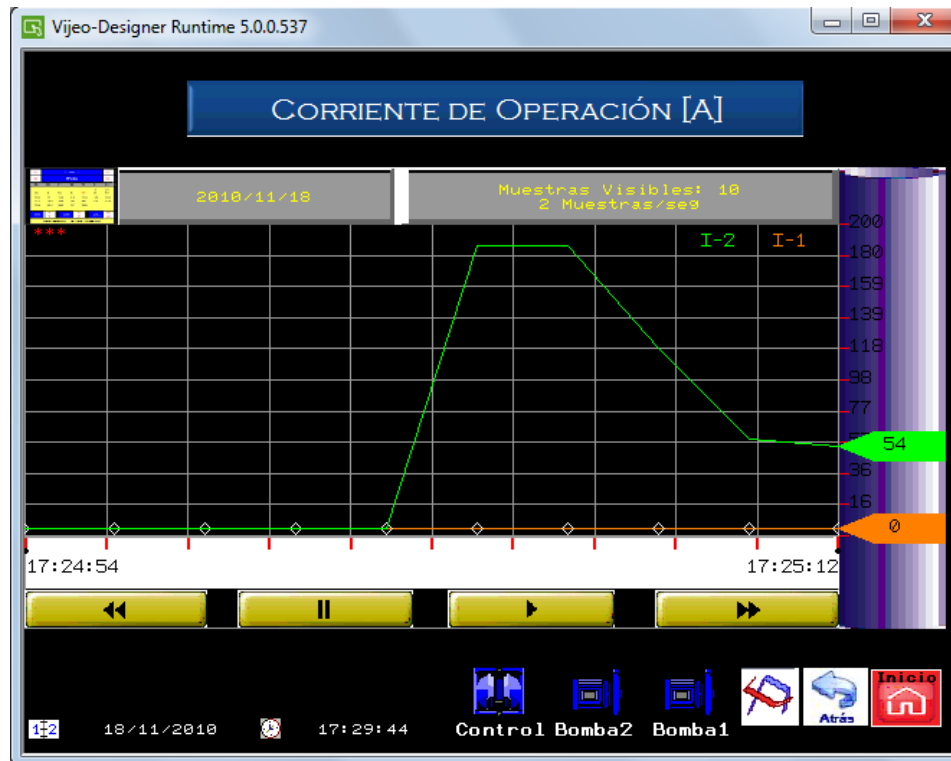 Vijeo-Designer Runtime 5.0.0.537
CORRIENTE DE OPERACIÓN [A]
2010/11/18
Muestras Visibles: 10
2 Muestras/seg
***
I-2 I-1
200
180
159
139
118
98
77
54
36
16
0
17:24:54 17:25:12
1 2 18/11/2010 17:29:44
Control Bomba2 Bomba1
Atrás
Inicio